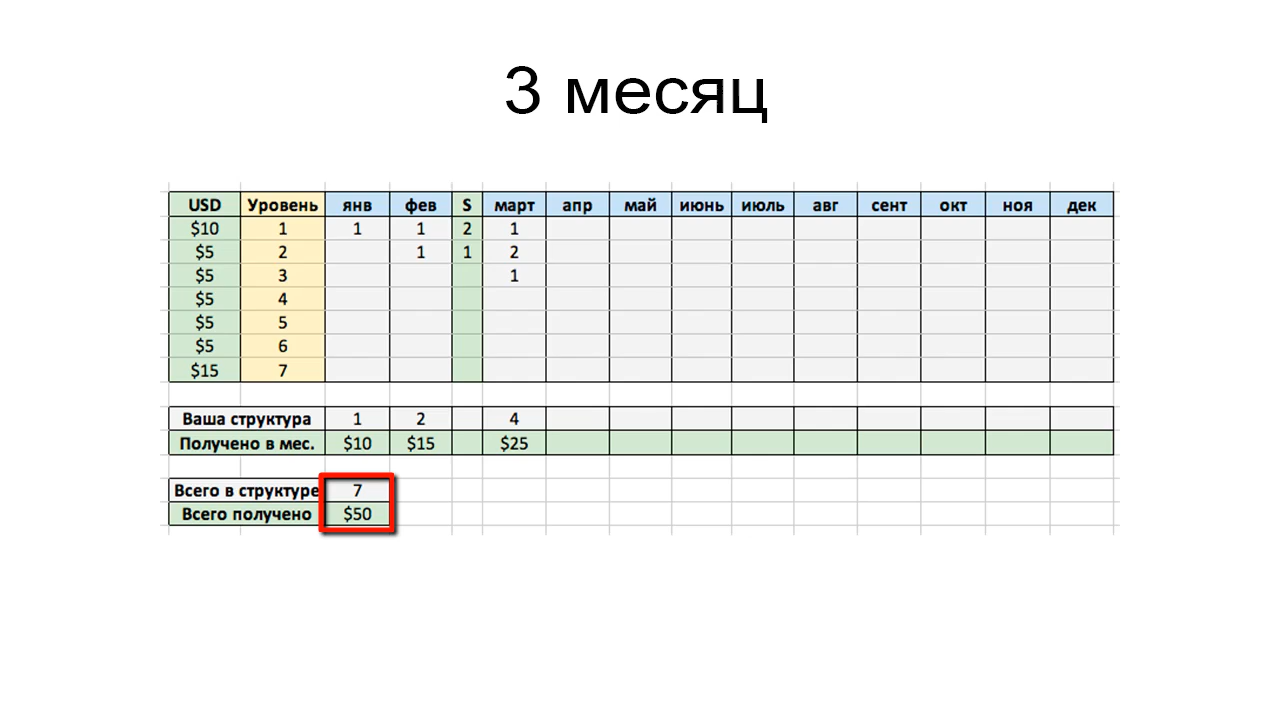 3 месяц
USD Уровень янв фев S март апр май июнь июль авг сент окт ноя дек
$10 1 1 1 2 1
$5 2 1 1 2
$5 3 1
$5 4
$5 5
$5 6
$15 7
Ваша структура 1 2 4
Получено в мес. $10 $15 $25
Всего в структуре 7
Всего получено $50